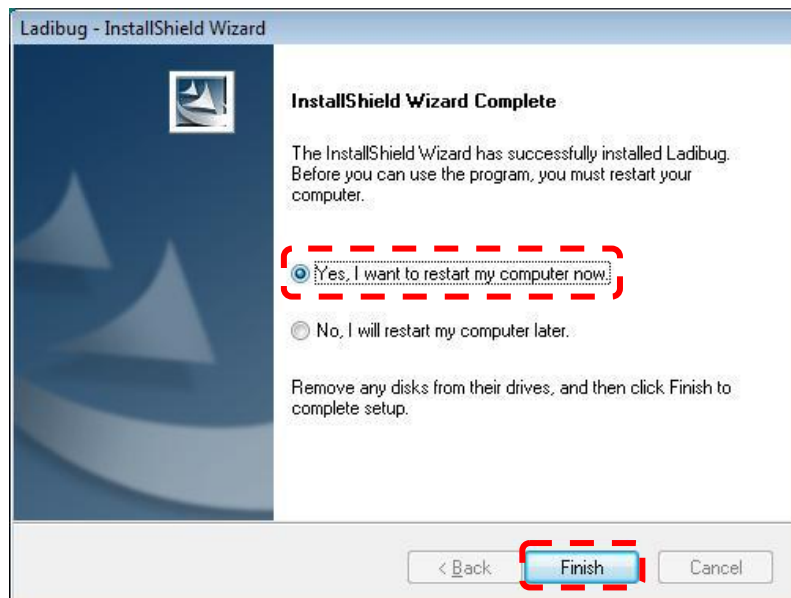 Ladibug - InstallShield Wizard
InstallShield Wizard Complete
The InstallShield Wizard has successfully installed Ladibug.
Before you can use the program, you must restart your
computer.
Yes, I want to restart my computer now.
No, I will restart my computer later.
Remove any disks from their drives, and then click Finish to
complete setup.
< Back Finish Cancel